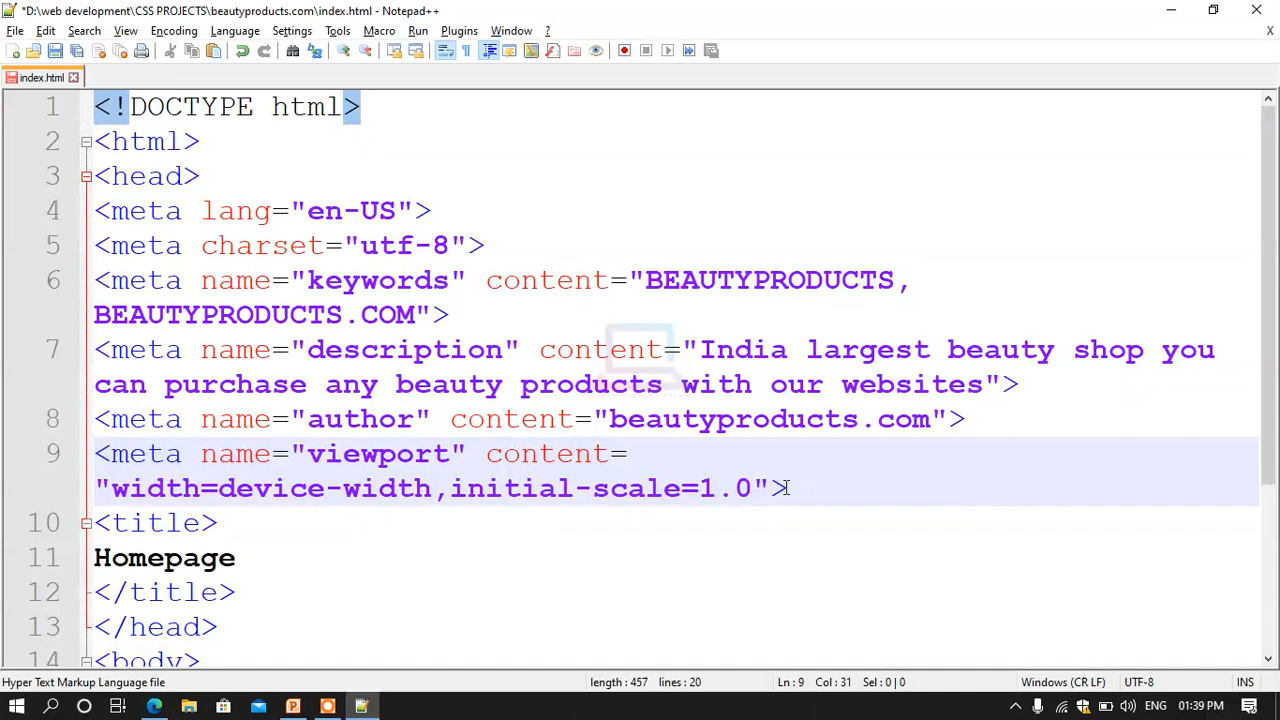 *D:\web development\CSS PROJECTS\beautyproducts.com\index.html - Notepad++
File Edit Search View Encoding Language Settings Tools Macro Run Plugins Window ? X
index.html
1 <!DOCTYPE html>
2 <html>
3 <head>
4 <meta lang="en-US">
5 <meta charset="utf-8">
6 <meta name="keywords" content="BEAUTYPRODUCTS,
BEAUTYPRODUCTS.COM">
7 <meta name="description" content="India largest beauty shop you
can purchase any beauty products with our websites">
8 <meta name="author" content="beautyproducts.com">
9 <meta name="viewport" content=
"width=device-width,initial-scale=1.0">
10 <title>
11 Homepage
12 </title>
13 </head>
14 <body>
Hyper Text Markup Language file length : 457 lines : 20 Ln : 9 Col : 31 Sel : 0 | 0 Windows (CR LF) UTF-8 INS
ENG 01:39 PM